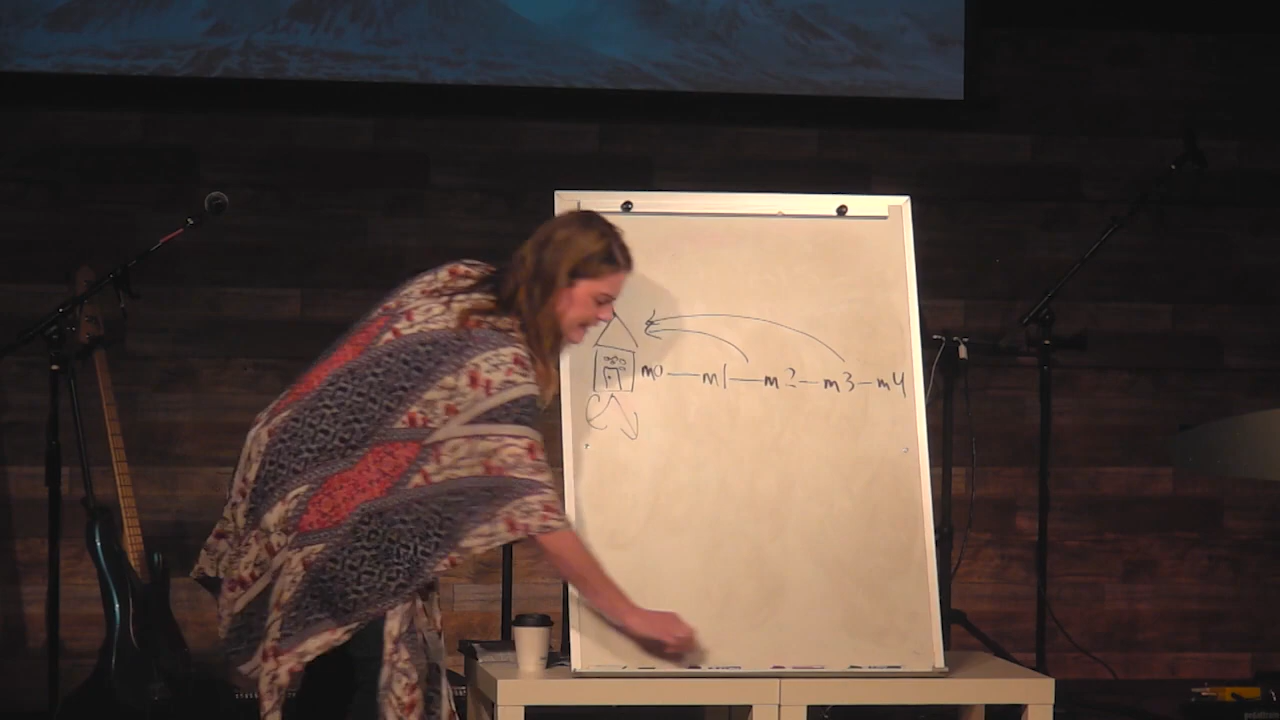 m0 — m1 — m2 — m3 — m4